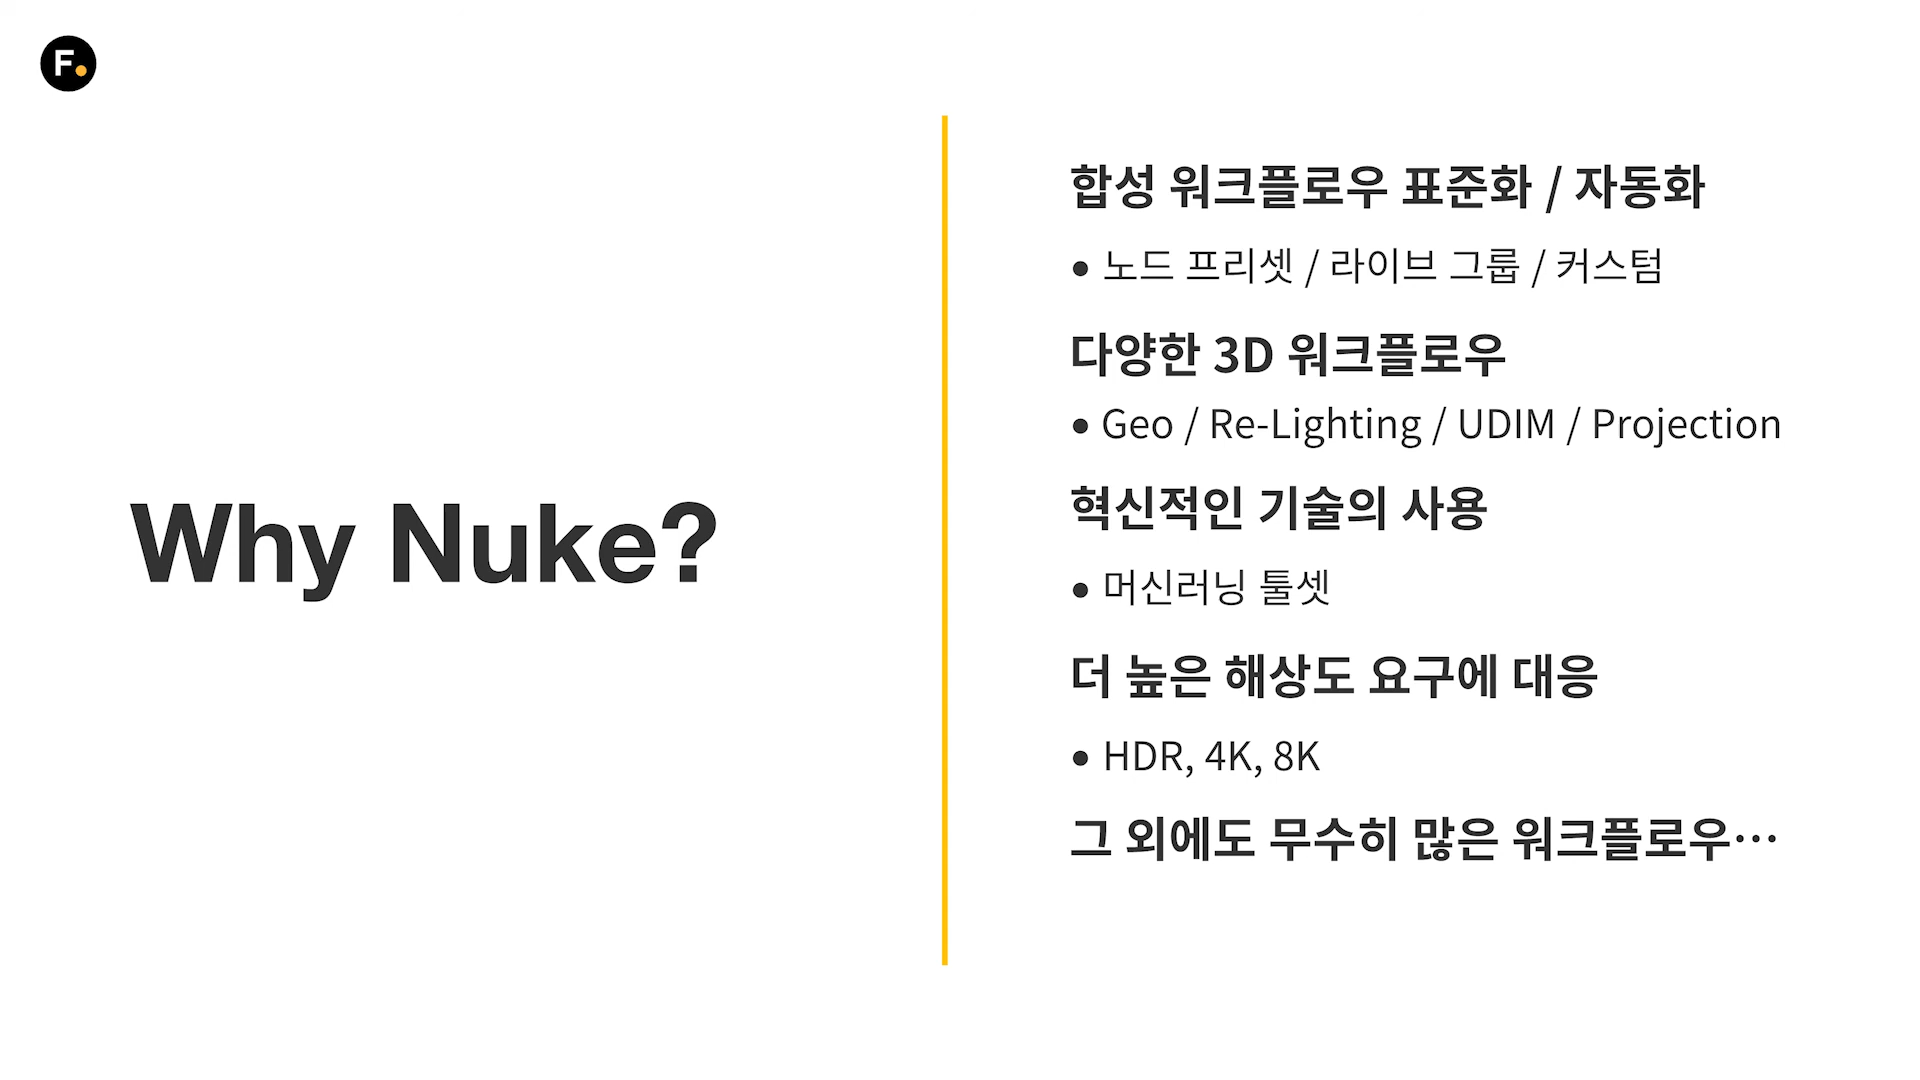 F.
Why Nuke?
합성 워크플로우 표준화 / 자동화
• 노드 프리셋 / 라이브 그룹 / 커스텀
다양한 3D 워크플로우
• Geo / Re-Lighting / UDIM / Projection
혁신적인 기술의 사용
• 머신러닝 툴셋
더 높은 해상도 요구에 대응
• HDR, 4K, 8K
그 외에도 무수히 많은 워크플로우…